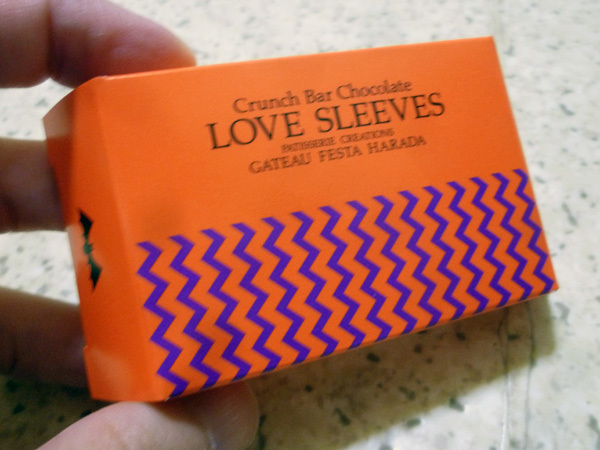 Crunch Bar Chocolate
LOVE SLEEVES
PATISSERIE CREATIONS
GATEAU FESTA HARADA